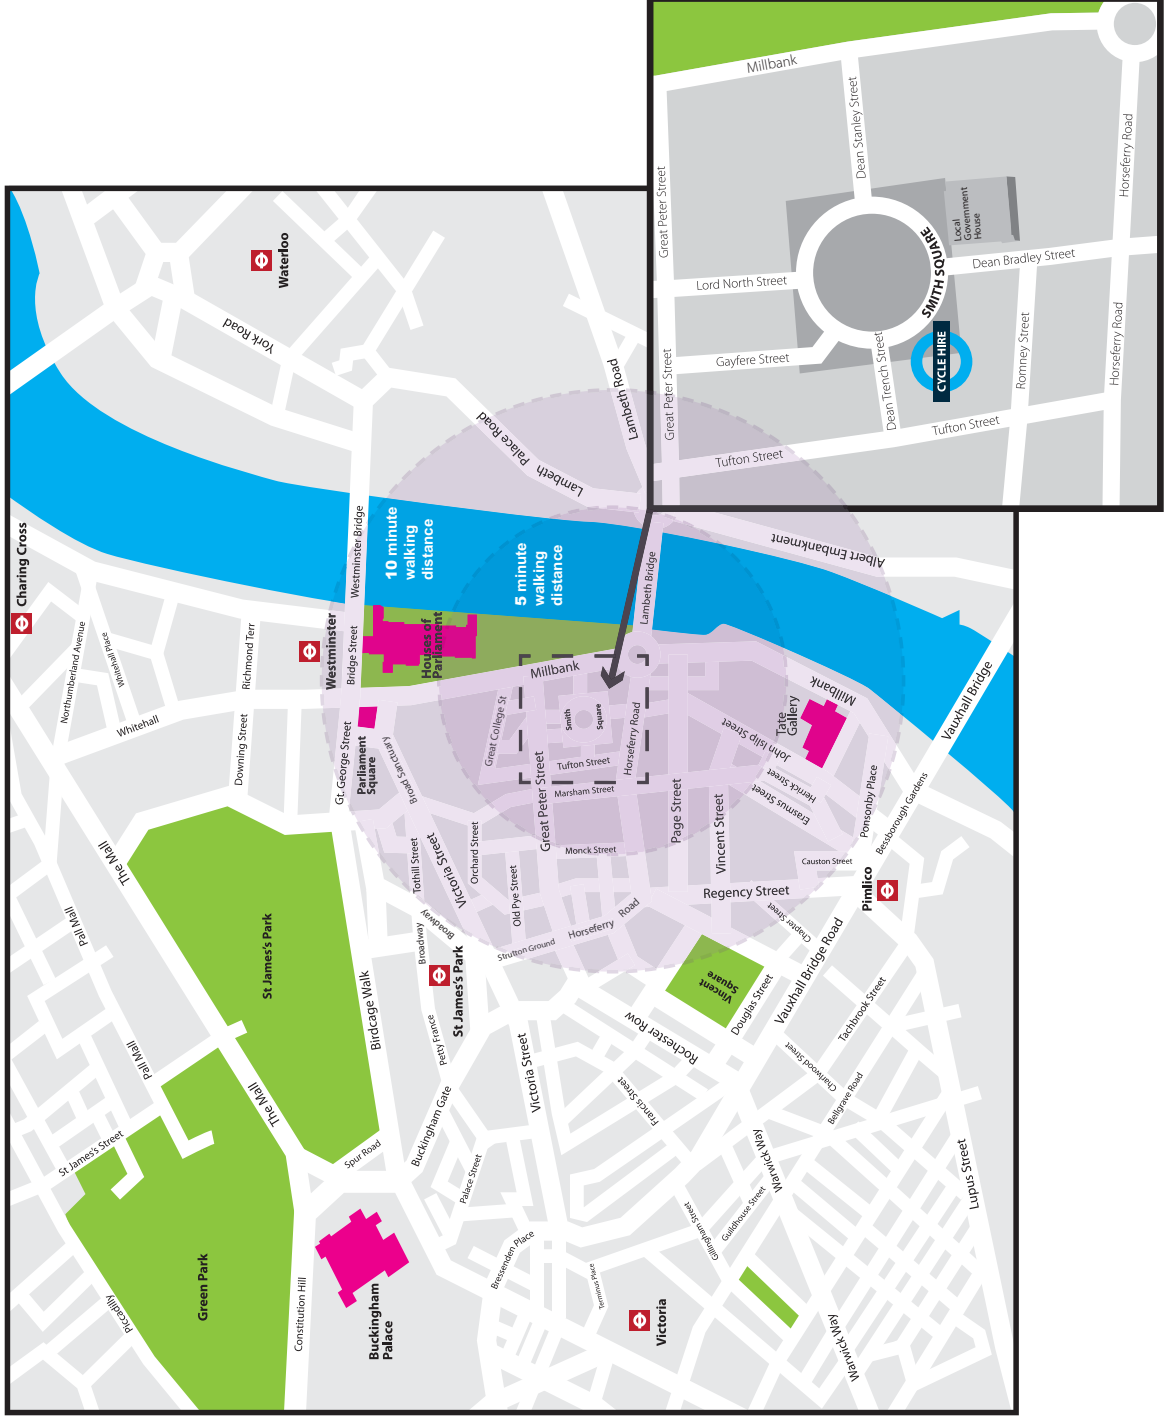 Millbank
Dean Stanley Street
Great Peter Street
Horseferry Road
Local
Government
House
SMITH SQUARE
Dean Bradley Street
Lord North Street
Gayfere Street
Great Peter Street
Dean Trench Street
CYCLE HIRE
Romney Street
Horseferry Road
Tufton Street
Tufton Street
Waterloo
York Road
Lambeth Road
Lambeth
Palace Road
Albert Embankment
Charing Cross
Westminster Bridge
10 minute
walking
distance
5 minute
walking
distance
Lambeth Bridge
Northumberland Avenue
Whitehall Place
Richmond Terr
Westminster
Bridge Street
Houses of
Parliament
Millbank
Whitehall
Downing Street
Gt. George Street
Parliament
Square
Broad Sanctuary
Great College St
Smith
Square
Horseferry Road
Tufton Street
Marsham Street
Great Peter Street
John Islip Street
Tate
Gallery
Millbank
Vauxhall Bridge
Herrick Street
Erasmus Street
Ponsonby Place
Bessborough Gardens
Page Street
Vincent Street
Monck Street
Causton Street
Pimlico
Regency Street
The Mall
Pall Mall
St James's Park
Tothill Street
Victoria Street
Orchard Street
Old Pye Street
Broadway
Broadway
St James's Park
Strutton Ground
Horseferry
Road
Chapter Street
Vauxhall Bridge Road
Vincent
Square
Douglas Street
Tachbrook Street
Birdcage Walk
Petty France
Rochester Row
Charlwood Street
Bellgrave Road
Pall Mall
The Mall
Victoria Street
Francis Street
Buckingham Gate
St James's Street
Spur Road
Palace Street
Warwick Way
Lupus Street
Guildhouse Street
Gillingham Street
Green Park
Piccadilly
Constitution Hill
Buckingham
Palace
Bressenden Place
Terminus Place
Victoria
Warwick Way